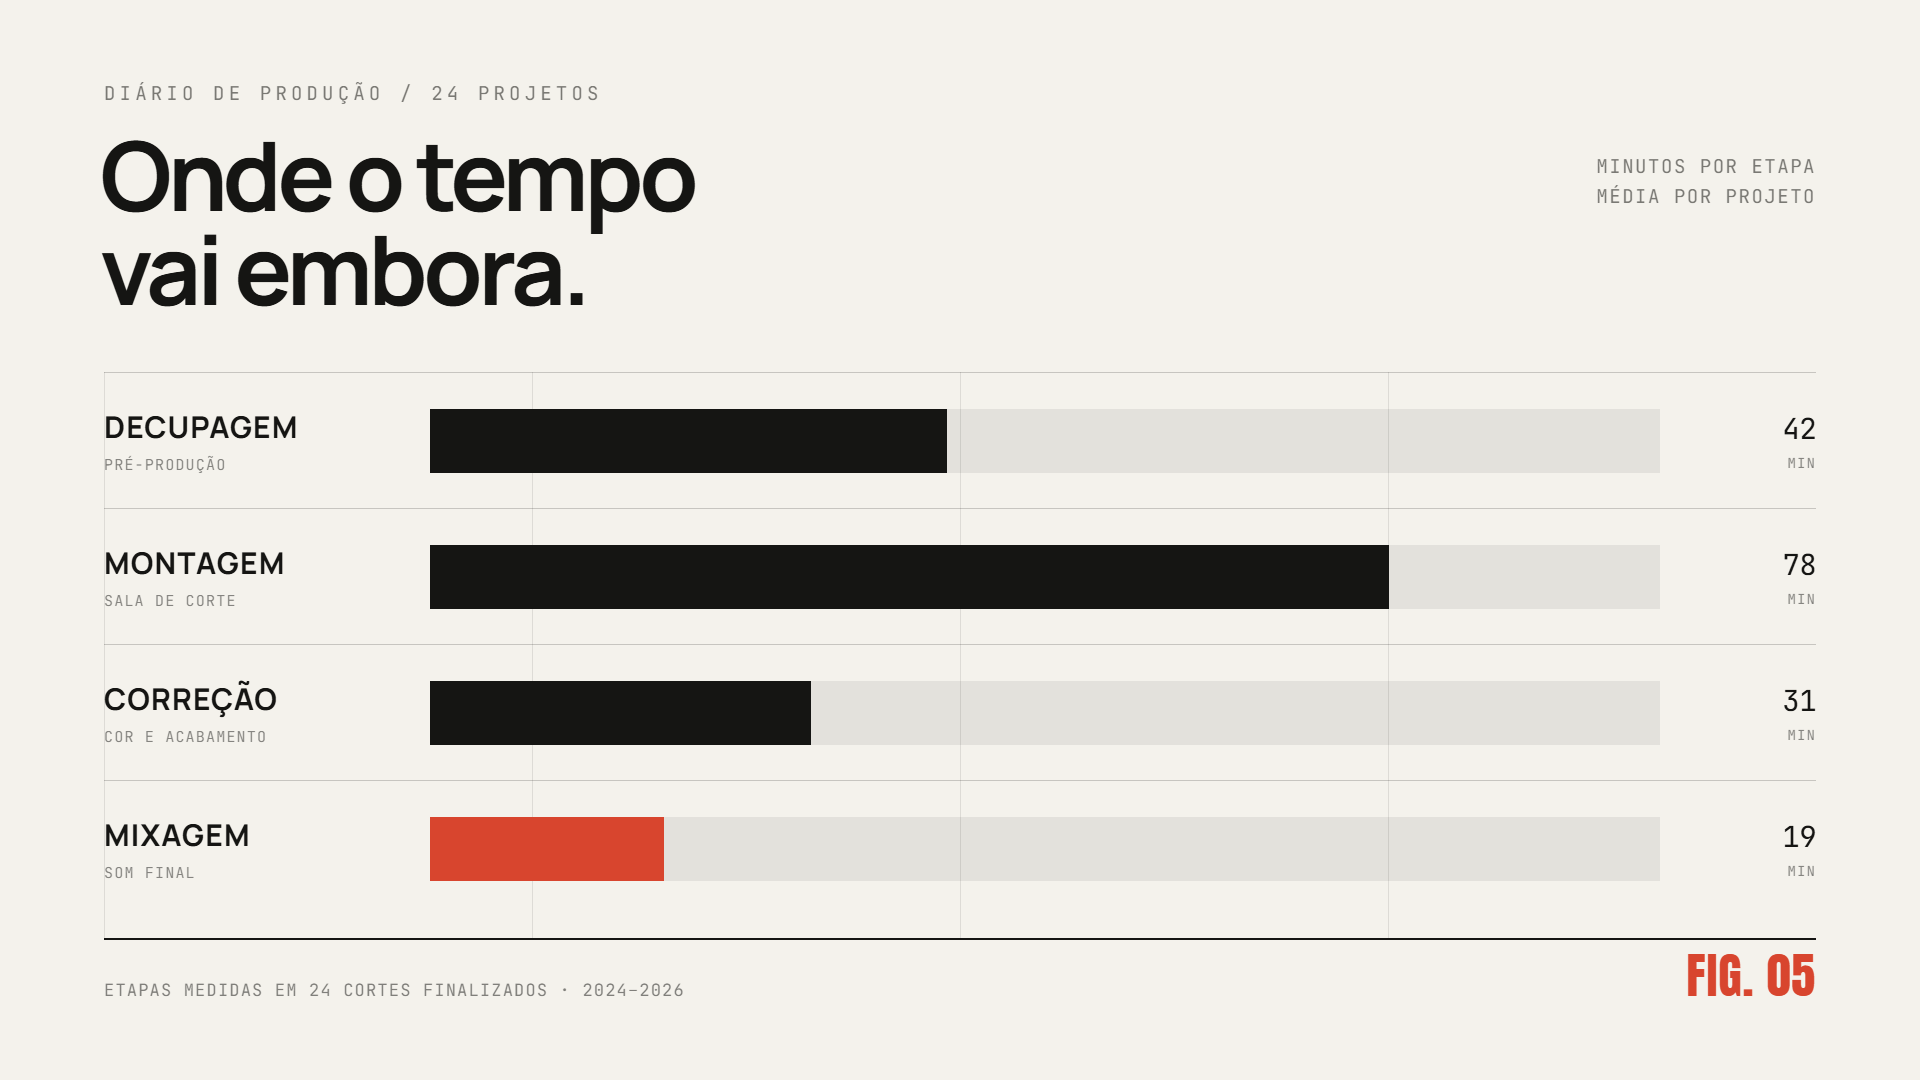 DIÁRIO DE PRODUÇÃO / 24 PROJETOS
Onde o tempo
vai embora.
MINUTOS POR ETAPA
MÉDIA POR PROJETO
DECUPAGEM
PRÉ-PRODUÇÃO
42
MIN
MONTAGEM
SALA DE CORTE
78
MIN
CORREÇÃO
COR E ACABAMENTO
31
MIN
MIXAGEM
SOM FINAL
19
MIN
ETAPAS MEDIDAS EM 24 CORTES FINALIZADOS · 2024–2026
FIG. 05